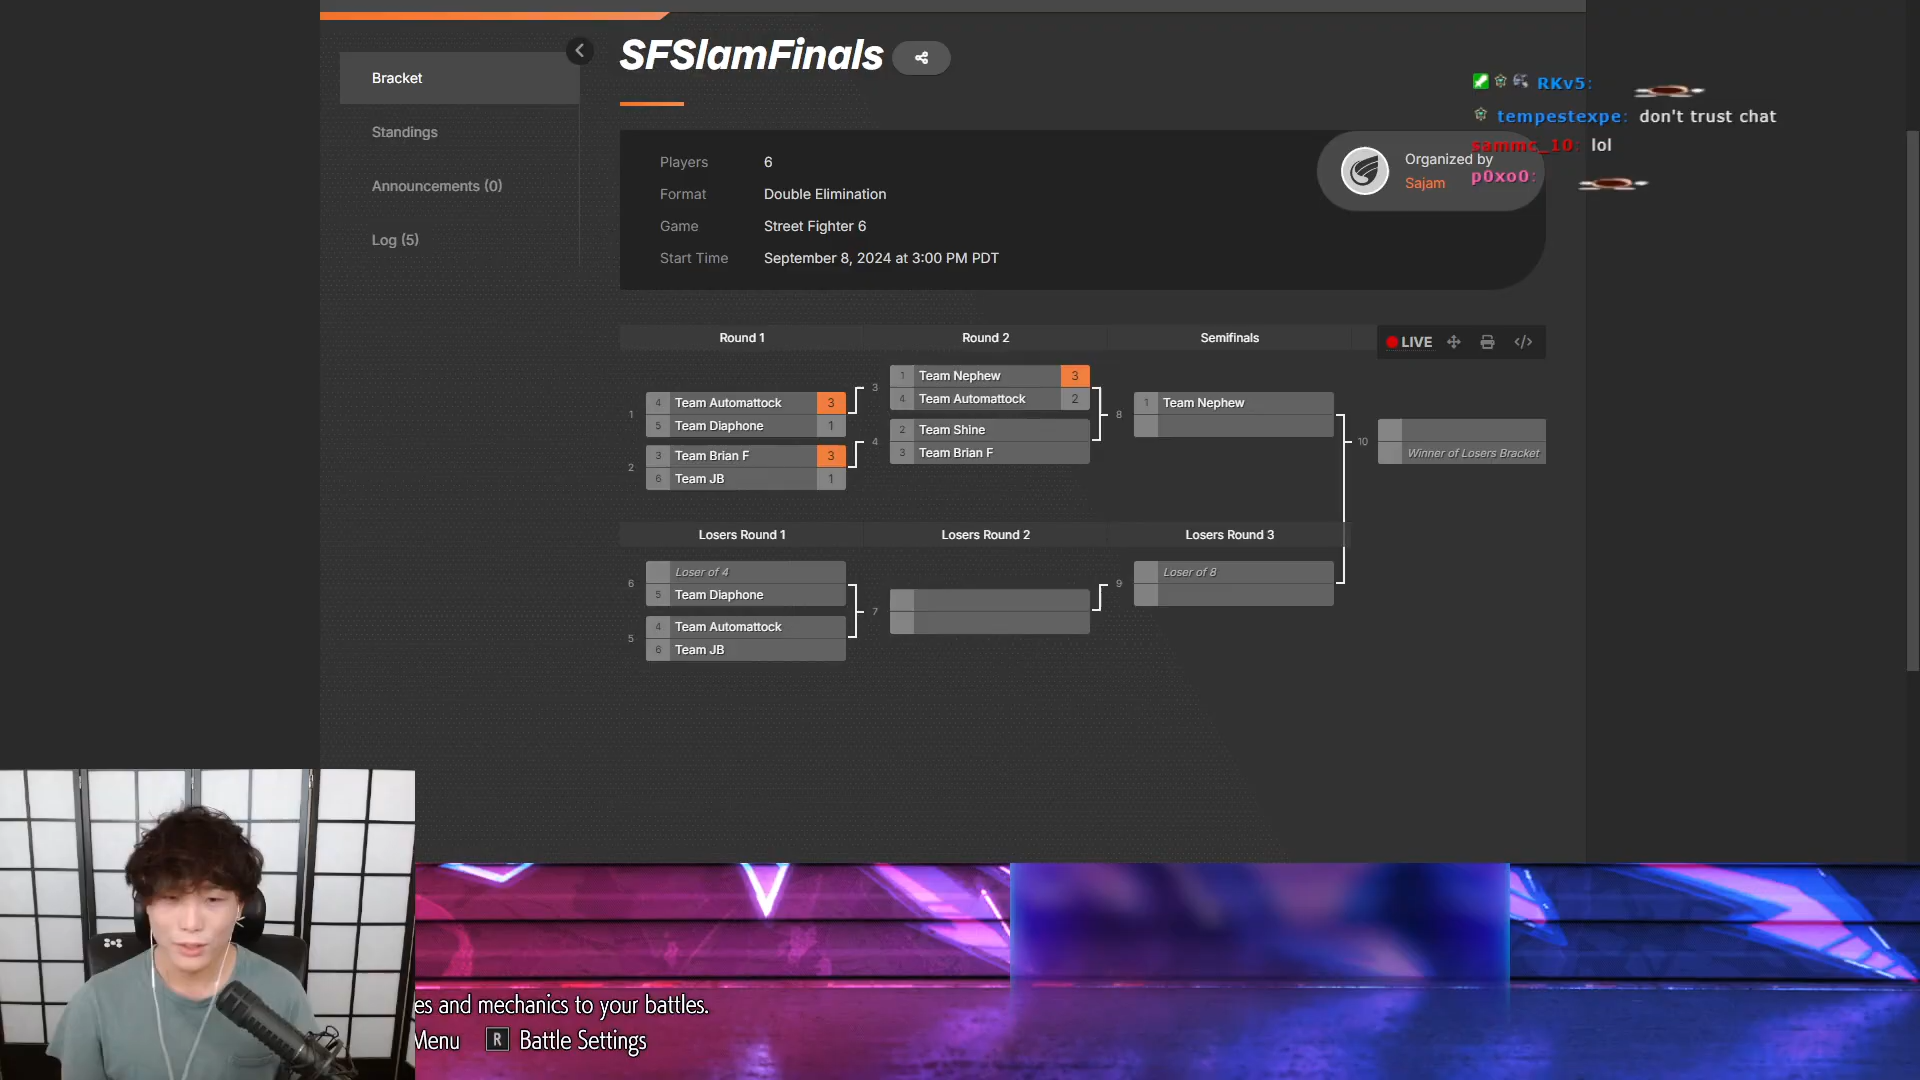 SFSlamFinals
Bracket
Standings
Announcements (0)
Log (5)
Players 6
Format Double Elimination
Game Street Fighter 6
Start Time September 8, 2024 at 3:00 PM PDT
Organized by
Sajam
RKv5:
tempestexpe: don't trust chat
sammc_10: lol
p0xo0:
Round 1 Round 2 Semifinals
LIVE
1
4 Team Automattock 3
5 Team Diaphone 1
2
3 Team Brian F 3
6 Team JB 1
3
1 Team Nephew 3
4 Team Automattock 2
4
2 Team Shine
3 Team Brian F
8
1 Team Nephew
10
Winner of Losers Bracket
Losers Round 1 Losers Round 2 Losers Round 3
6
Loser of 4
5 Team Diaphone
5
4 Team Automattock
6 Team JB
7
9
Loser of 8
es and mechanics to your battles.
Menu R Battle Settings